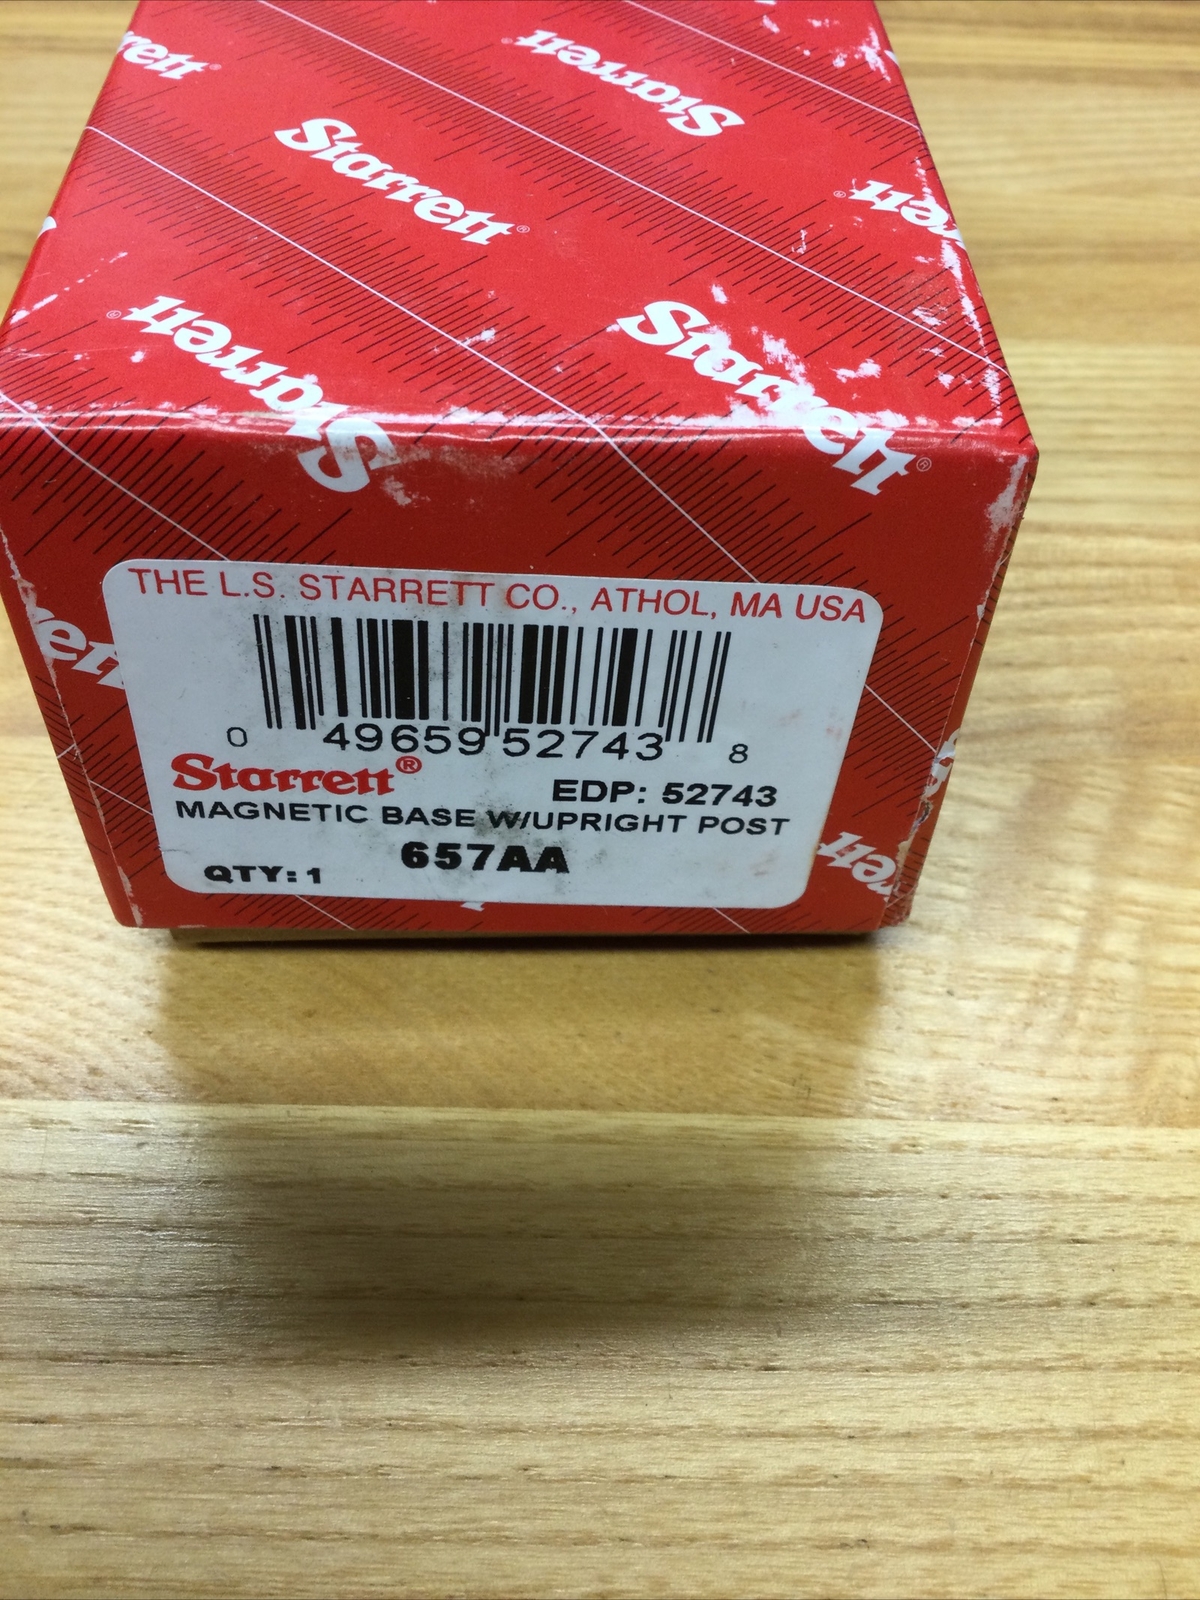 Starrett®
Starrett®
Starrett®
Starrett®
Starrett®
THE L.S. STARRETT CO., ATHOL, MA USA
0 49659 52743 8
Starrett®
EDP: 52743
MAGNETIC BASE W/UPRIGHT POST
657AA
QTY: 1